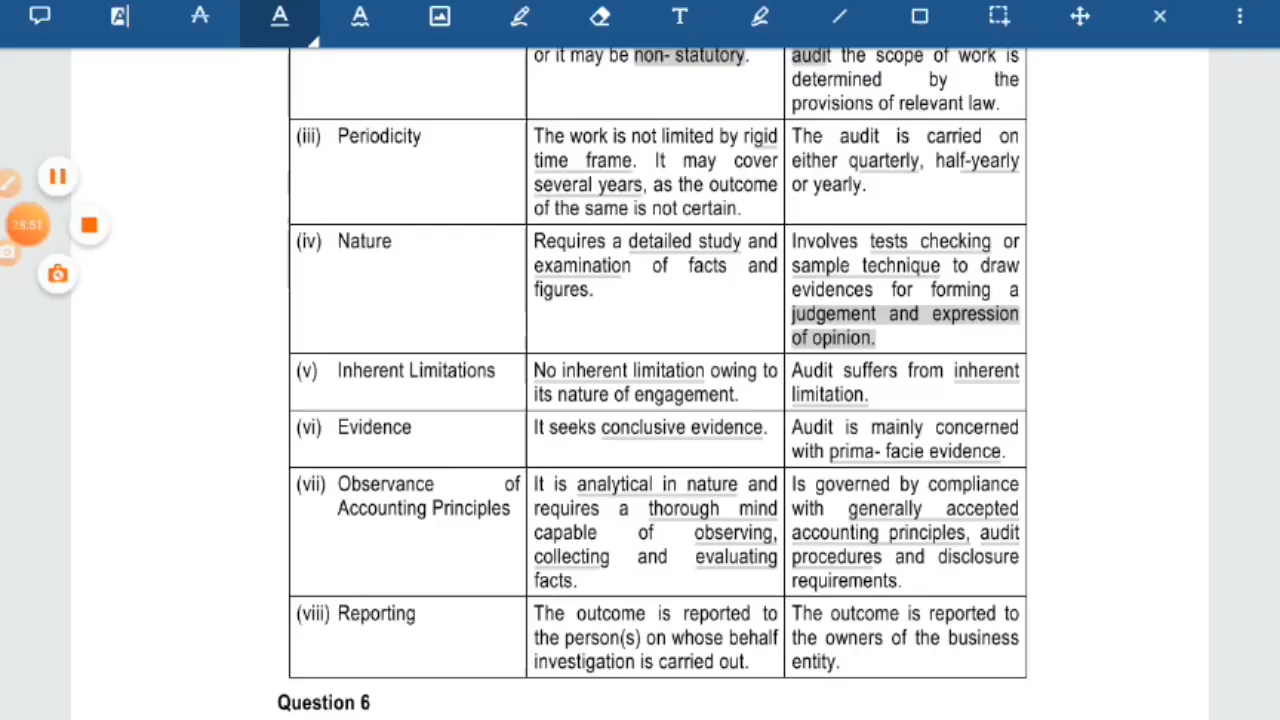 or it may be non- statutory.
audit the scope of work is
determined by the
provisions of relevant law.
(iii) Periodicity
The work is not limited by rigid
time frame. It may cover
several years, as the outcome
of the same is not certain.
The audit is carried on
either quarterly, half-yearly
or yearly.
(iv) Nature
Requires a detailed study and
examination of facts and
figures.
Involves tests checking or
sample technique to draw
evidences for forming a
judgement and expression
of opinion.
(v) Inherent Limitations
No inherent limitation owing to
its nature of engagement.
Audit suffers from inherent
limitation.
(vi) Evidence
It seeks conclusive evidence.
Audit is mainly concerned
with prima- facie evidence.
(vii) Observance of
Accounting Principles
It is analytical in nature and
requires a thorough mind
capable of observing,
collecting and evaluating
facts.
Is governed by compliance
with generally accepted
accounting principles, audit
procedures and disclosure
requirements.
(viii) Reporting
The outcome is reported to
the person(s) on whose behalf
investigation is carried out.
The outcome is reported to
the owners of the business
entity.
Question 6
28:51